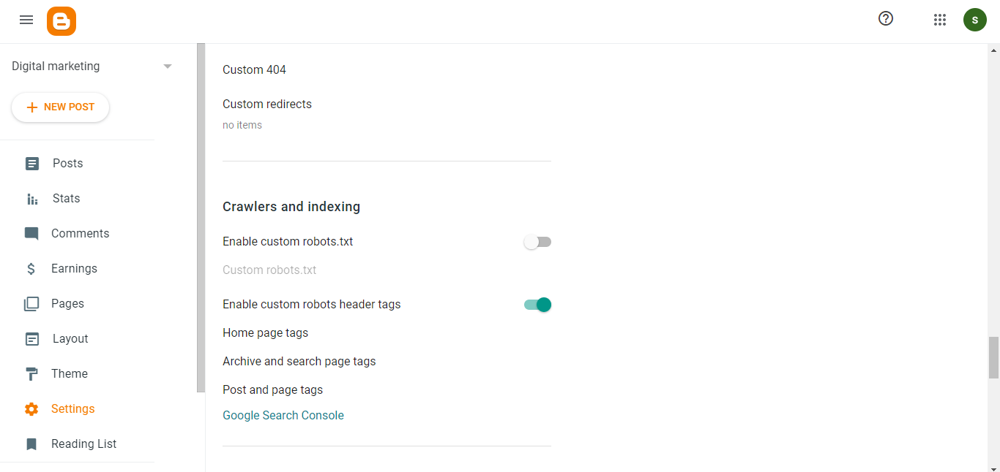 S
Digital marketing
NEW POST
Posts
Stats
Comments
Earnings
Pages
Layout
Theme
Settings
Reading List
Custom 404
Custom redirects
no items
Crawlers and indexing
Enable custom robots.txt
Custom robots.txt
Enable custom robots header tags
Home page tags
Archive and search page tags
Post and page tags
Google Search Console